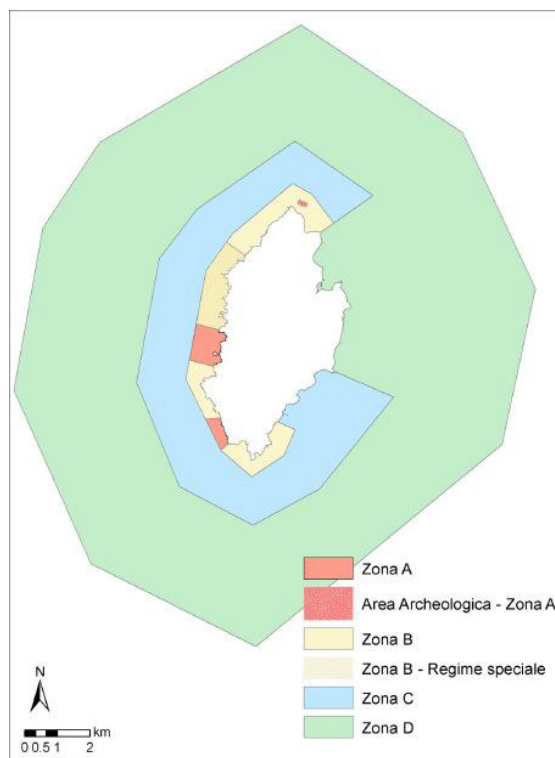 Zona A
Area Archeologica - Zona A
Zona B
Zona B - Regime speciale
Zona C
Zona D
N
km
0 0.5 1 2